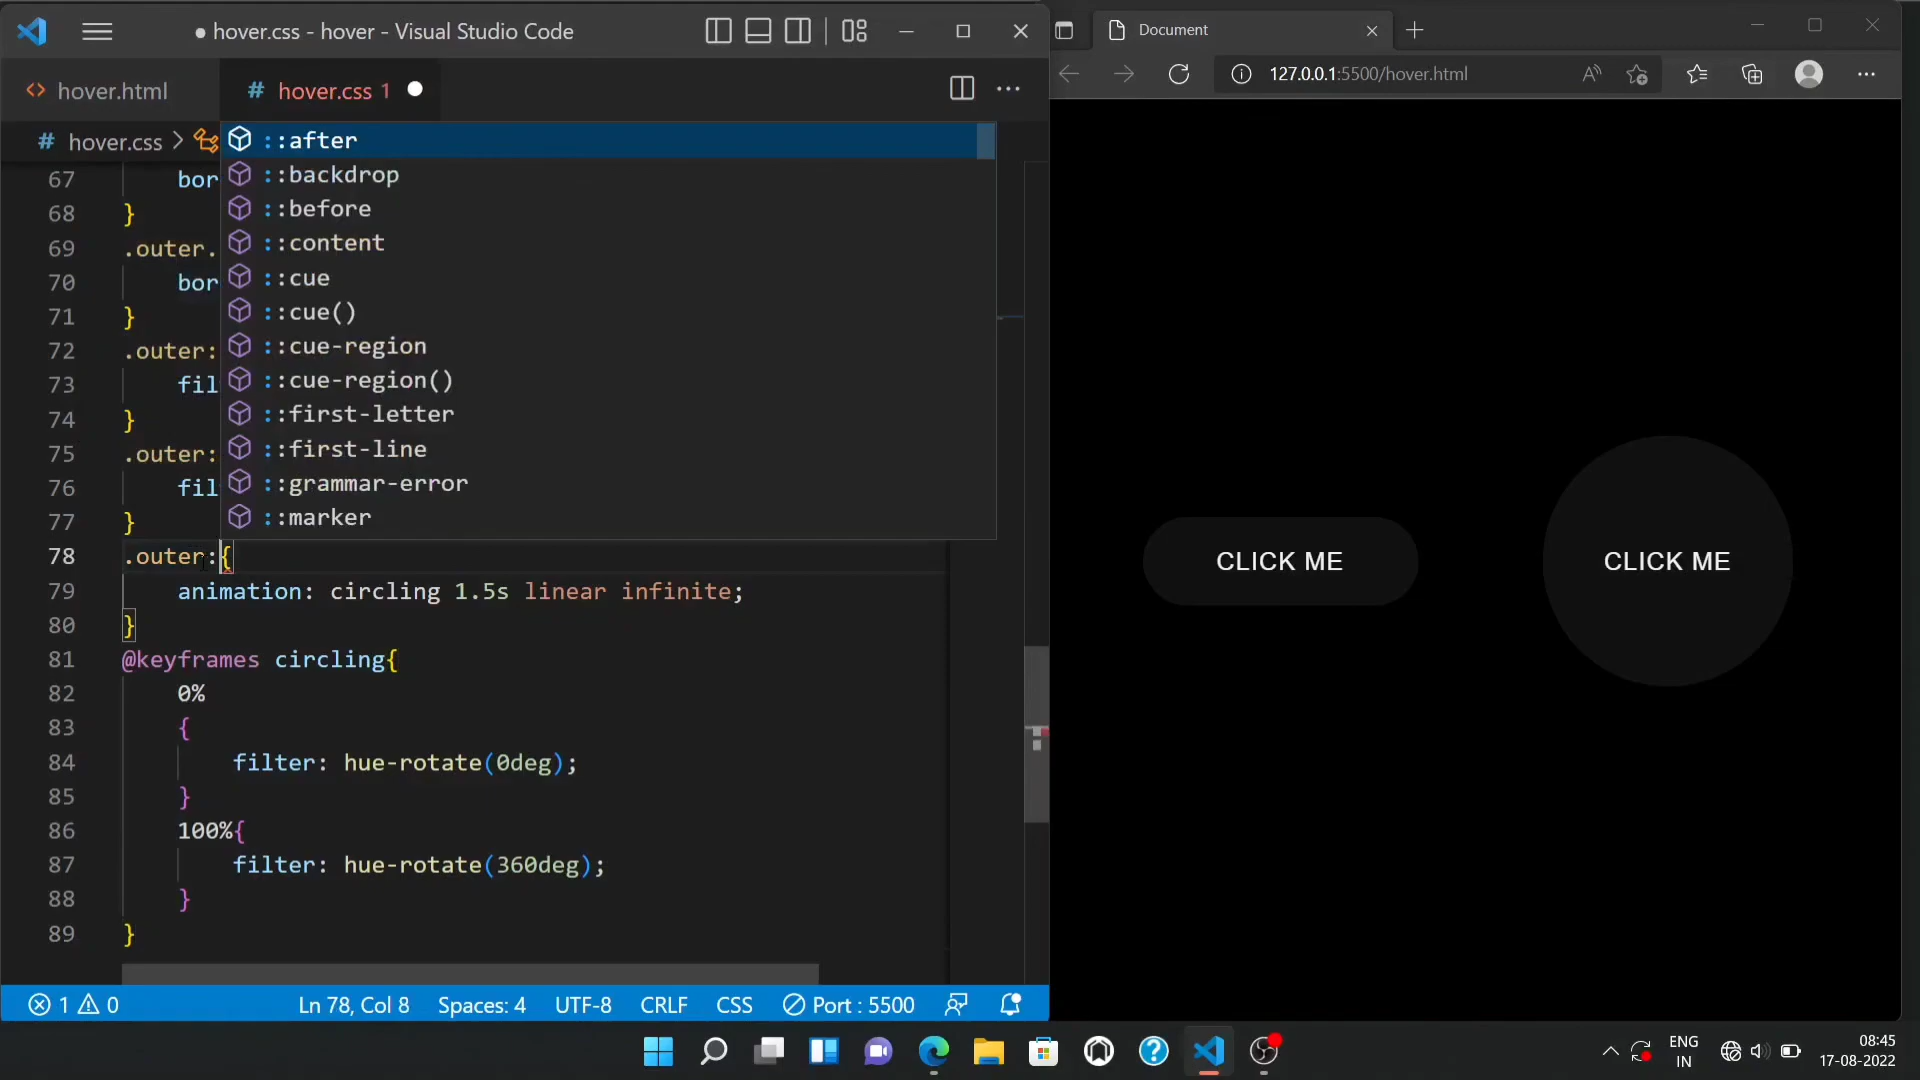 ● hover.css - hover - Visual Studio Code
hover.html
# hover.css 1 ●
# hover.css >
::after
::backdrop
::before
::content
::cue
::cue()
::cue-region
::cue-region()
::first-letter
::first-line
::grammar-error
::marker
67 bor
68 }
69 .outer.
70 bor
71 }
72 .outer:
73 fil
74 }
75 .outer:
76 fil
77 }
78 .outer:{
79 animation: circling 1.5s linear infinite;
80 }
81 @keyframes circling{
82 0%
83 {
84 filter: hue-rotate(0deg);
85 }
86 100%{
87 filter: hue-rotate(360deg);
88 }
89 }
1 0
Ln 78, Col 8
Spaces: 4
UTF-8
CRLF
CSS
Port : 5500
Document
127.0.0.1:5500/hover.html
CLICK ME
CLICK ME
ENG
IN
08:45
17-08-2022